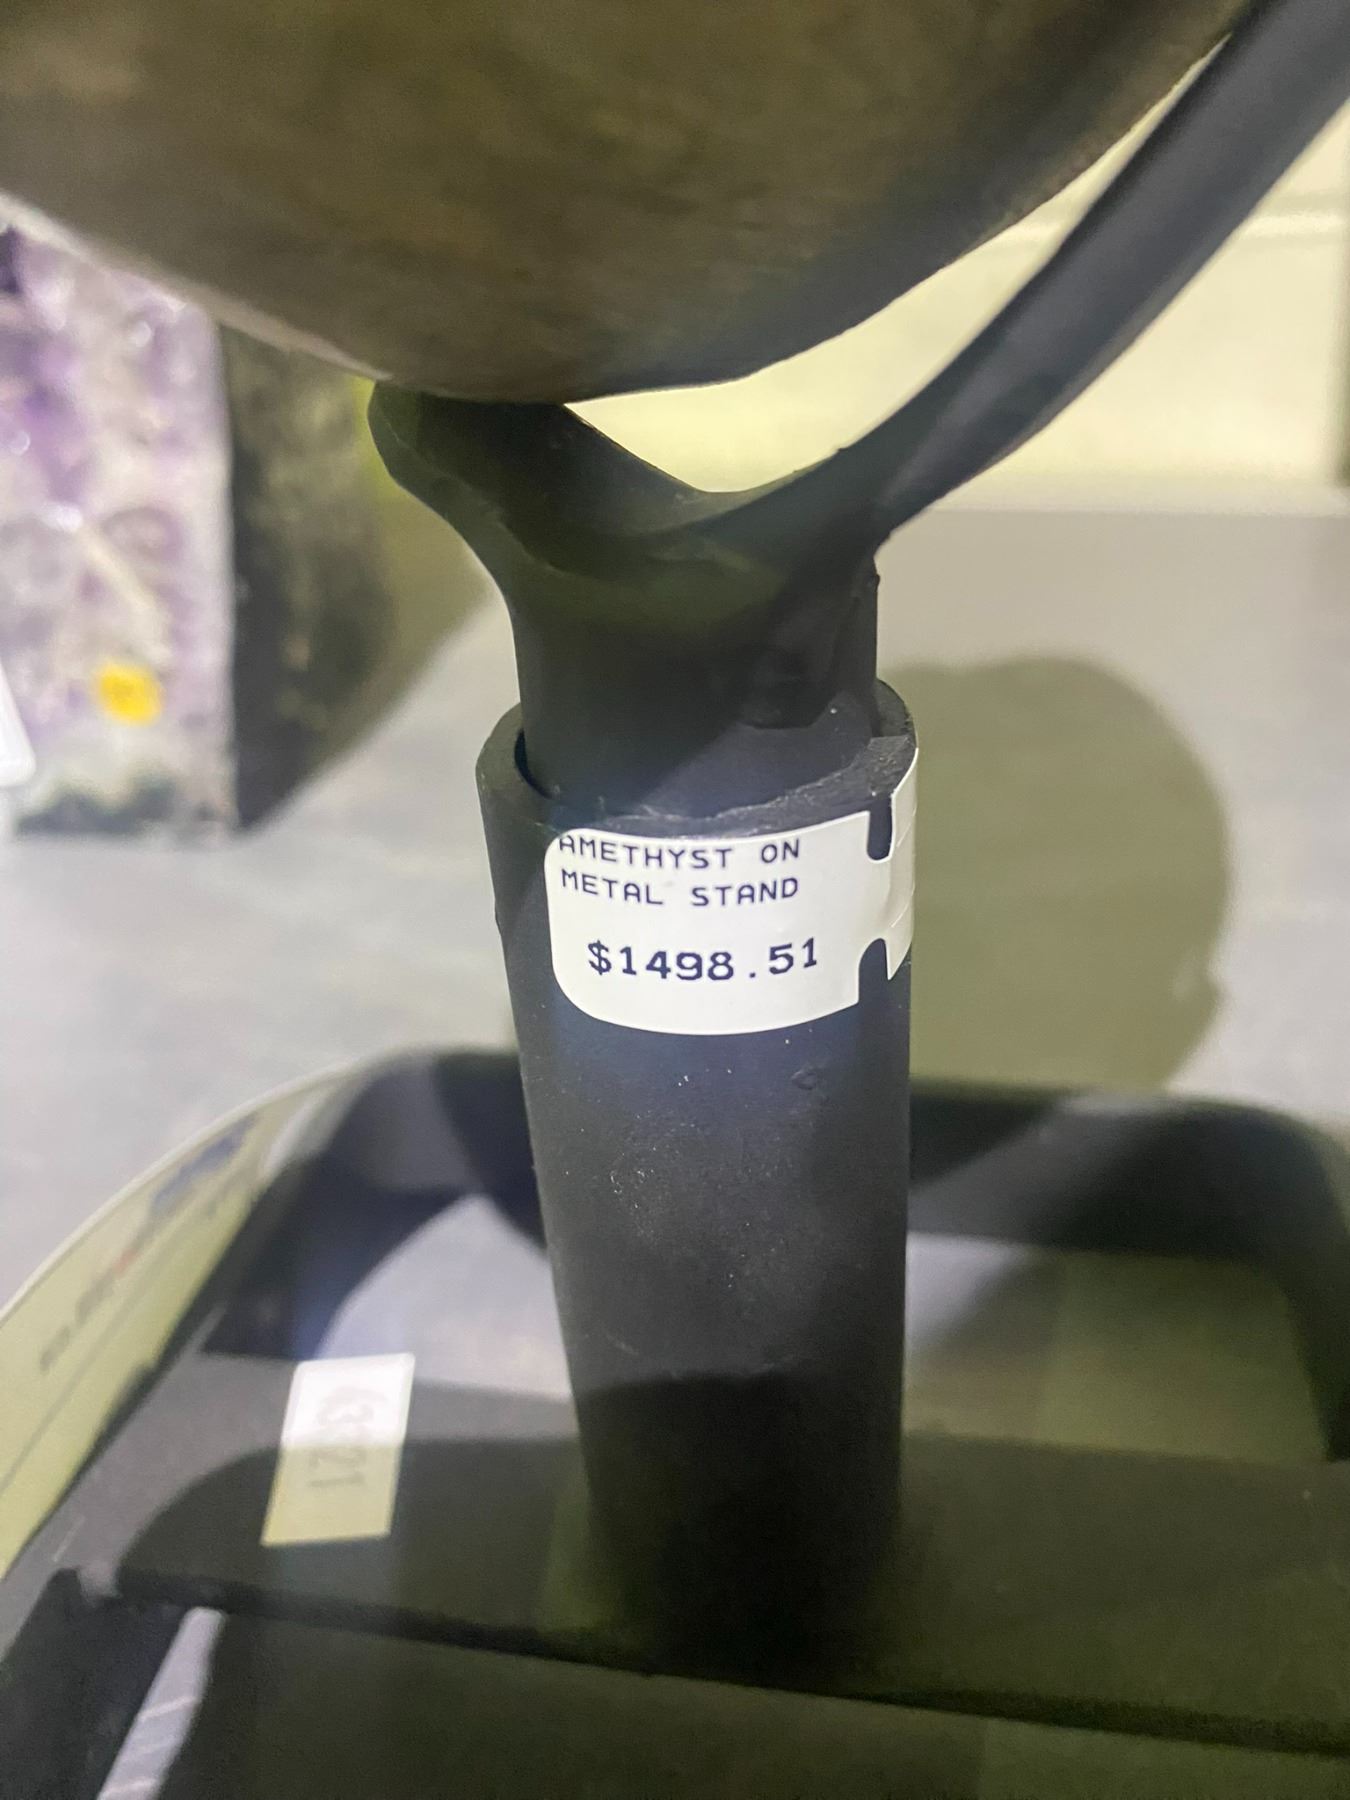 AMETHYST ON
METAL STAND
$1498.51